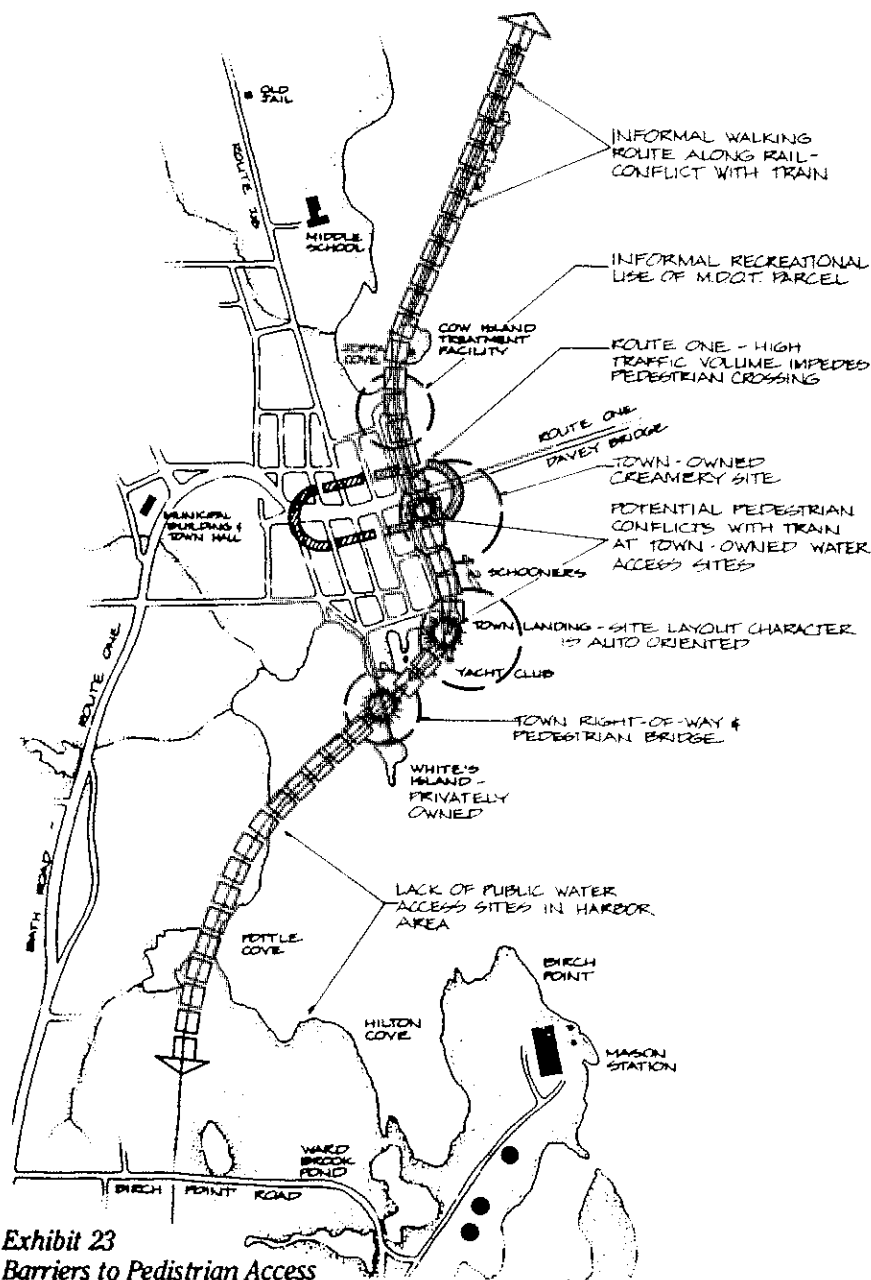 OLD
JAIL
ROUTE
MIDDLE
SCHOOL
INFORMAL WALKING
ROUTE ALONG RAIL-
CONFLICT WITH TRAIN
INFORMAL RECREATIONAL
USE OF M.D.O.T. PARCEL
COW ISLAND
TREATMENT
FACILITY
COVE
ROUTE ONE - HIGH
TRAFFIC VOLUME IMPEDES
PEDESTRIAN CROSSING
ROUTE ONE
DAVEY BRIDGE
TOWN-OWNED
CREAMERY SITE
MUNICIPAL
BUILDING &
TOWN HALL
POTENTIAL PEDESTRIAN
CONFLICTS WITH TRAIN
AT TOWN-OWNED WATER
ACCESS SITES
SCHOONERS
TOWN LANDING - SITE LAYOUT CHARACTER
IS AUTO ORIENTED
YACHT CLUB
TOWN RIGHT-OF-WAY &
PEDESTRIAN BRIDGE
WHITE'S
ISLAND -
PRIVATELY
OWNED
BATH ROAD - ROUTE ONE
LACK OF PUBLIC WATER
ACCESS SITES IN HARBOR
AREA
POTTLE
COVE
HILTON
COVE
BIRCH
POINT
MASON
STATION
WARD
BROOK
POND
BIRCH POINT ROAD
Exhibit 23
Barriers to Pedistrian Access